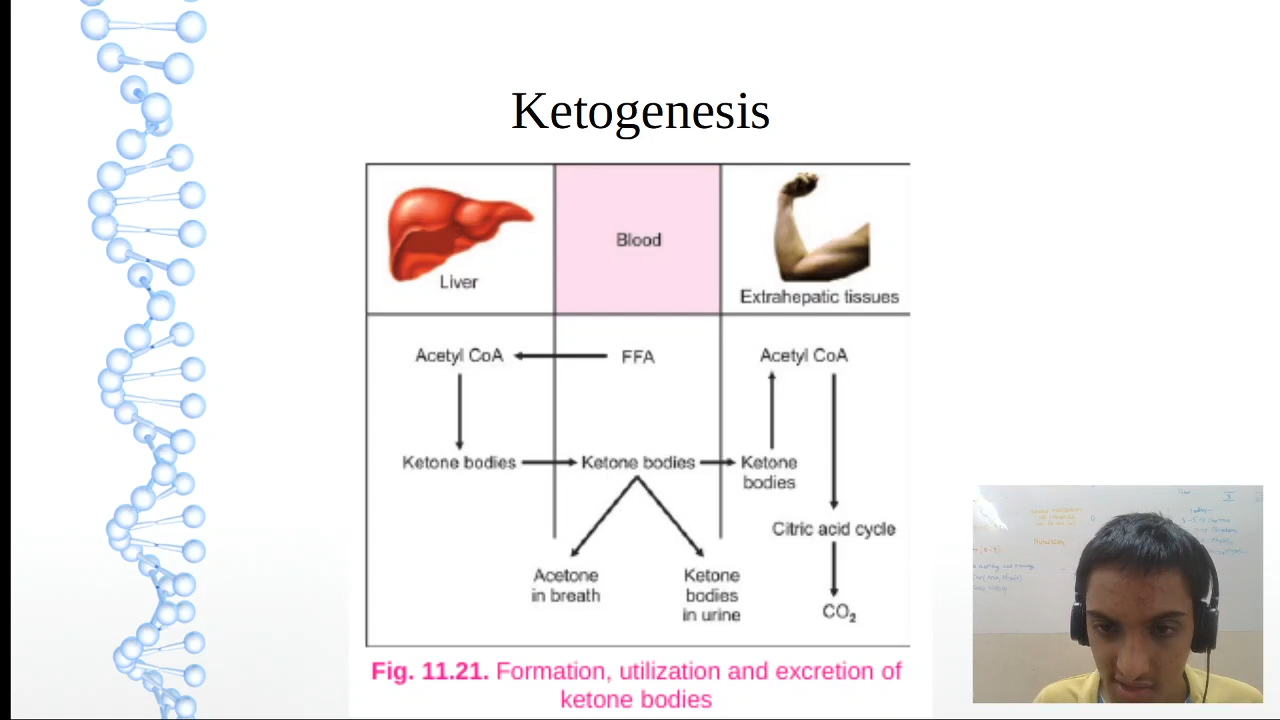 Ketogenesis
Liver
Blood
Extrahepatic tissues
Acetyl CoA
FFA
Acetyl CoA
Ketone bodies
Ketone bodies
Ketone
bodies
Citric acid cycle
Acetone
in breath
Ketone
bodies
in urine
CO₂
Fig. 11.21. Formation, utilization and excretion of
ketone bodies